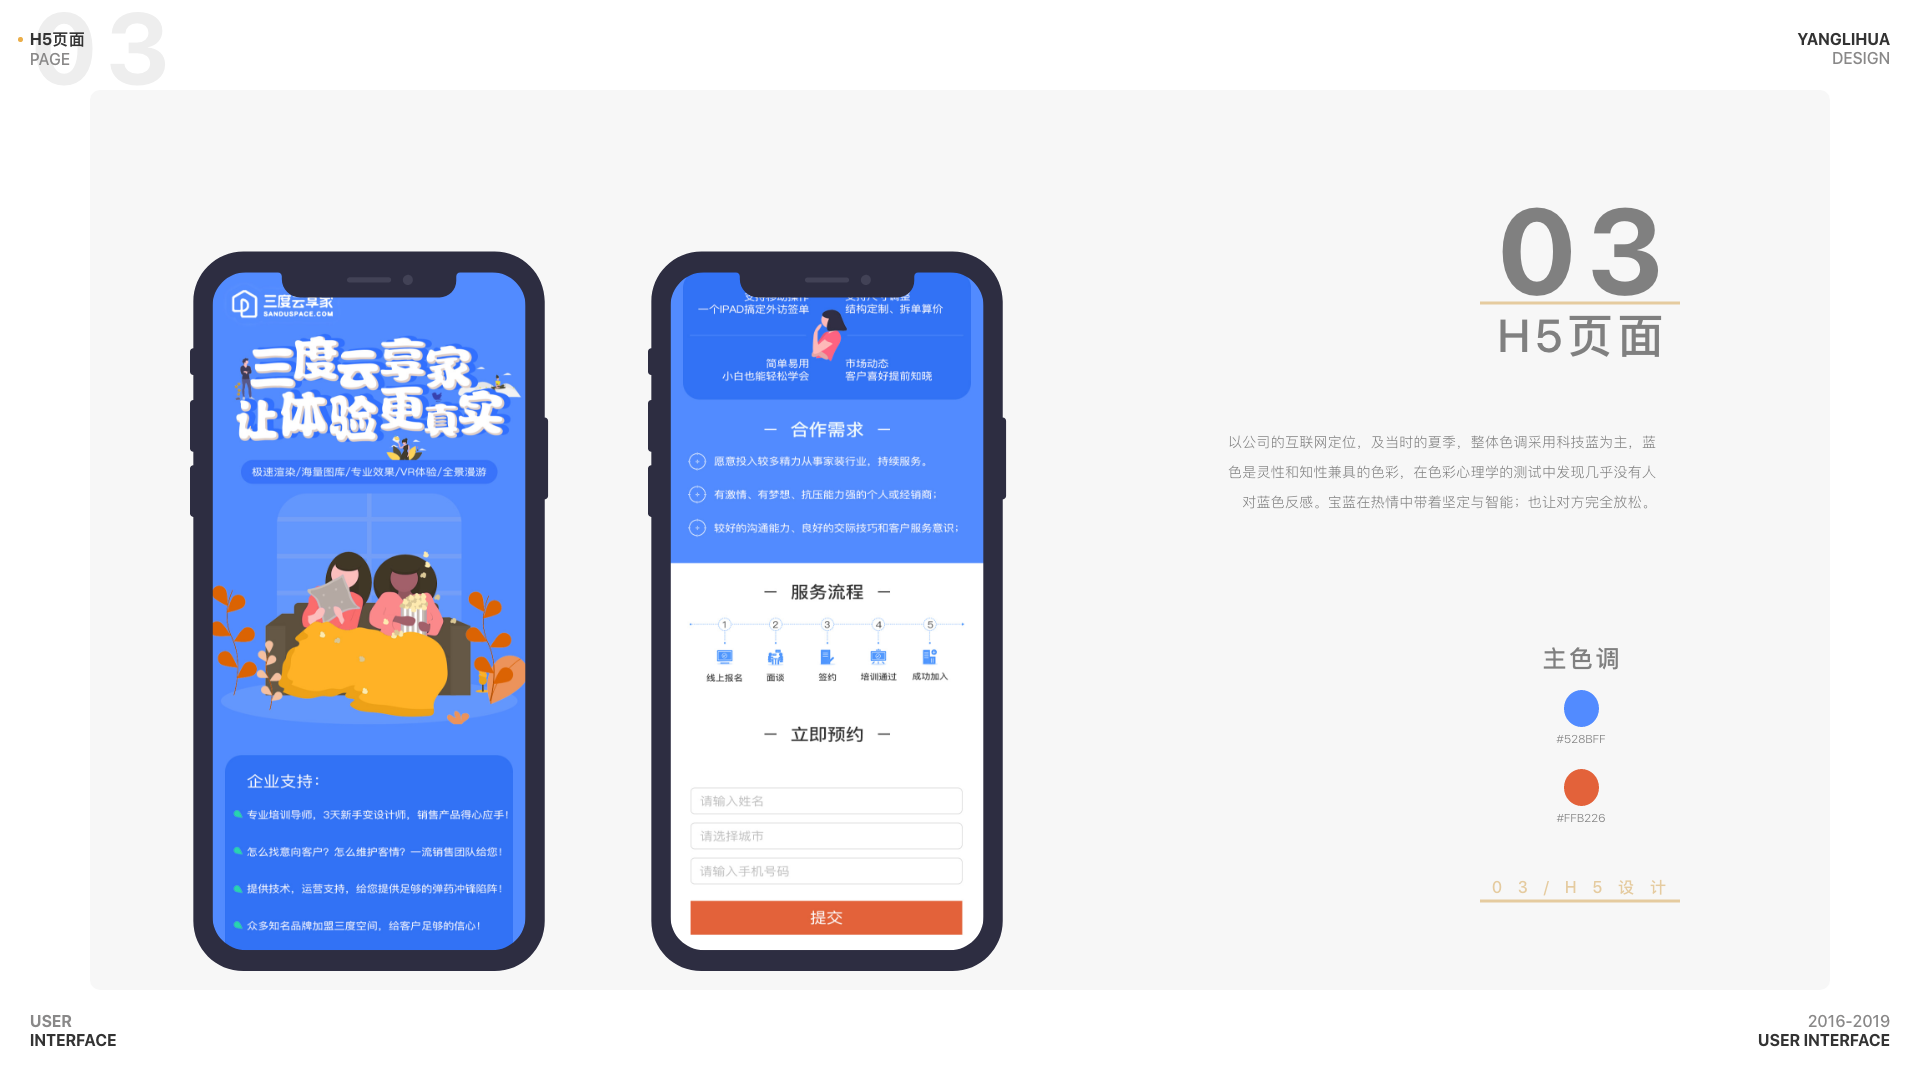 03
H5页面
PAGE
YANGLIHUA
DESIGN
三度云享家
SANDUSPACE.COM
三度云享家
让体验更真实
极速渲染/海量图库/专业效果/VR体验/全景漫游
企业支持：
专业培训导师，3天新手变设计师，销售产品得心应手！
怎么找意向客户？怎么维护客情？一流销售团队给您！
提供技术，运营支持，给您提供足够的弹药冲锋陷阵！
众多知名品牌加盟三度空间，给客户足够的信心！
支持移动操作
支持尺寸调整
一个IPAD搞定外访签单
结构定制、拆单算价
简单易用
市场动态
小白也能轻松学会
客户喜好提前知晓
合作需求
愿意投入较多精力从事家装行业，持续服务。
有激情、有梦想、抗压能力强的个人或经销商；
较好的沟通能力、良好的交际技巧和客户服务意识；
服务流程
1 2 3 4 5
线上报名 面谈 签约 培训通过 成功加入
立即预约
请输入姓名
请选择城市
请输入手机号码
提交
03
H5页面
以公司的互联网定位，及当时的夏季，整体色调采用科技蓝为主，蓝
色是灵性和知性兼具的色彩，在色彩心理学的测试中发现几乎没有人
对蓝色反感。宝蓝在热情中带着坚定与智能；也让对方完全放松。
主色调
#528BFF
#FFB226
03/H5设计
USER
INTERFACE
2016-2019
USER INTERFACE